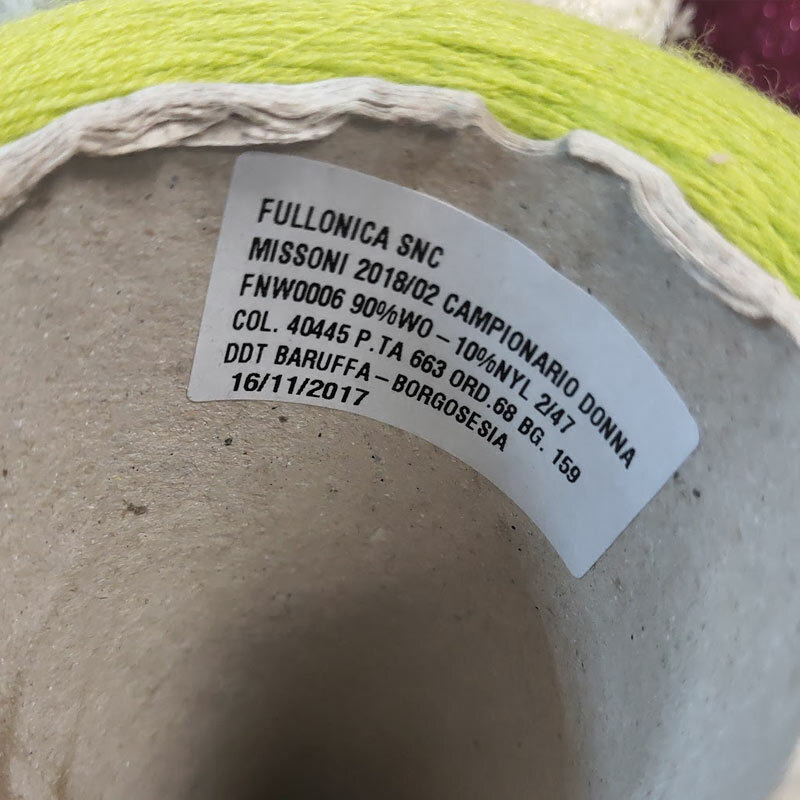 FULLONICA SNC
MISSONI 2018/02 CAMPIONARIO DONNA
FNW0006 90%WO - 10%NYL 2/47
COL. 40445 P.TA 663 ORD.68 BG. 159
DDT BARUFFA - BORGOSESIA
16/11/2017